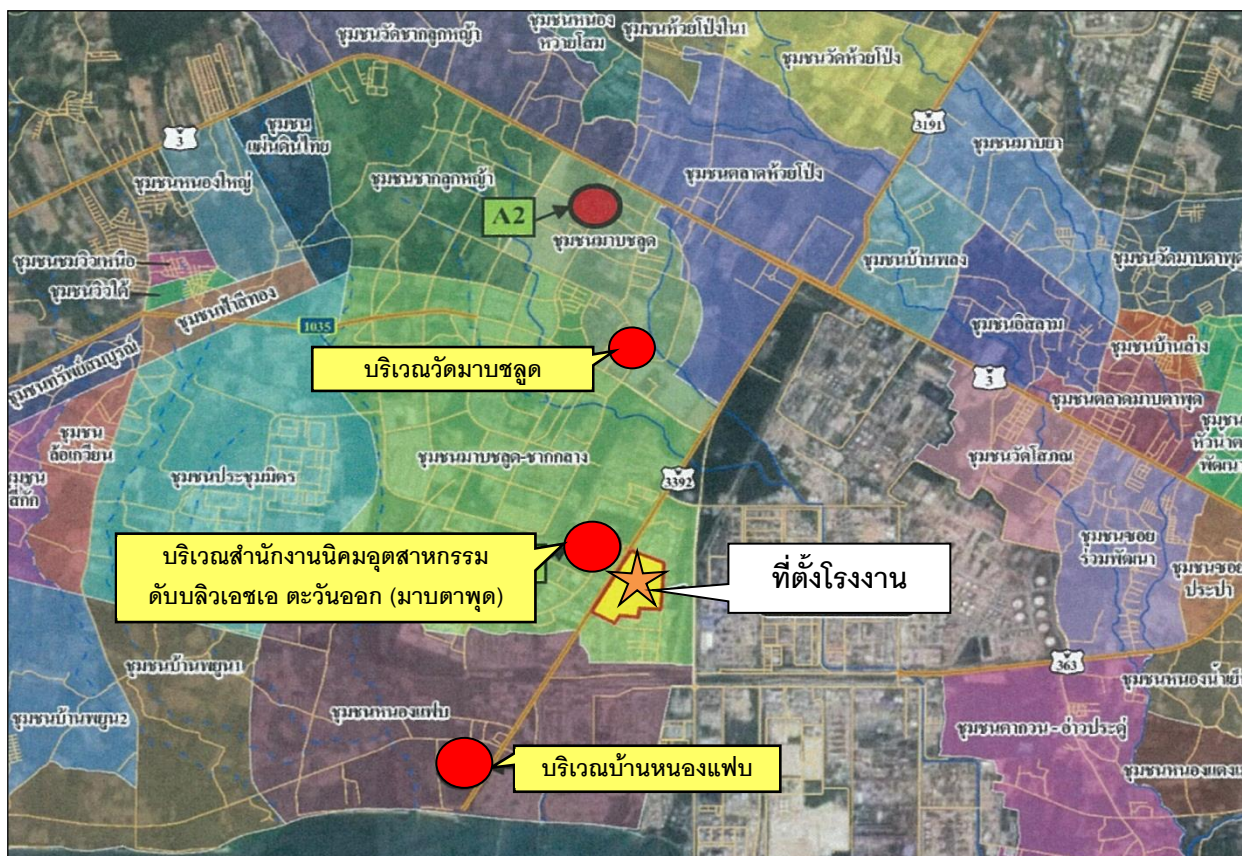 ชุมชนวัดชากลูกหญ้า
ชุมชนหนอง
หวายโสม
ชุมชนห้วยโป่งใน1
ชุมชนวัดห้วยโป่ง
3
ชุมชน
แผ่นดินไทย
3191
ชุมชนมาบยา
ชุมชนหนองใหญ่
ชุมชนชากลูกหญ้า
ชุมชนตลาดห้วยโป่ง
A2
ชุมชนมาบชลูด
ชุมชนชมวิวเหนือ
ชุมชนวิวใต้
ชุมชนฟ้าสีทอง
ชุมชนบ้านพลง
ชุมชนวัดมาบตาพุด
1035
ชุมชนอิสลาม
ชุมชนบ้านล่าง
ชุมชนทรัพย์สมบูรณ์
บริเวณวัดมาบชลูด
3
ชุมชนตลาดมาบตาพุด
ชุมชน
ล้อเกวียน
ชุมชนประชุมมิตร
ชุมชนมาบชลูด-ชากกลาง
3392
ชุมชนวัดโสภณ
ชุมชน
พัฒนา
ชุมชนซอย
ร่วมพัฒนา
ชุมชนซอย
ประปา
บริเวณสำนักงานนิคมอุตสาหกรรม
ดับบลิวเอชเอ ตะวันออก (มาบตาพุด)
ที่ตั้งโรงงาน
363
ชุมชนบ้านพยูน1
ชุมชนบ้านพยูน2
ชุมชนหนองแฟบ
ชุมชนตากวน-อ่าวประดู่
บริเวณบ้านหนองแฟบ